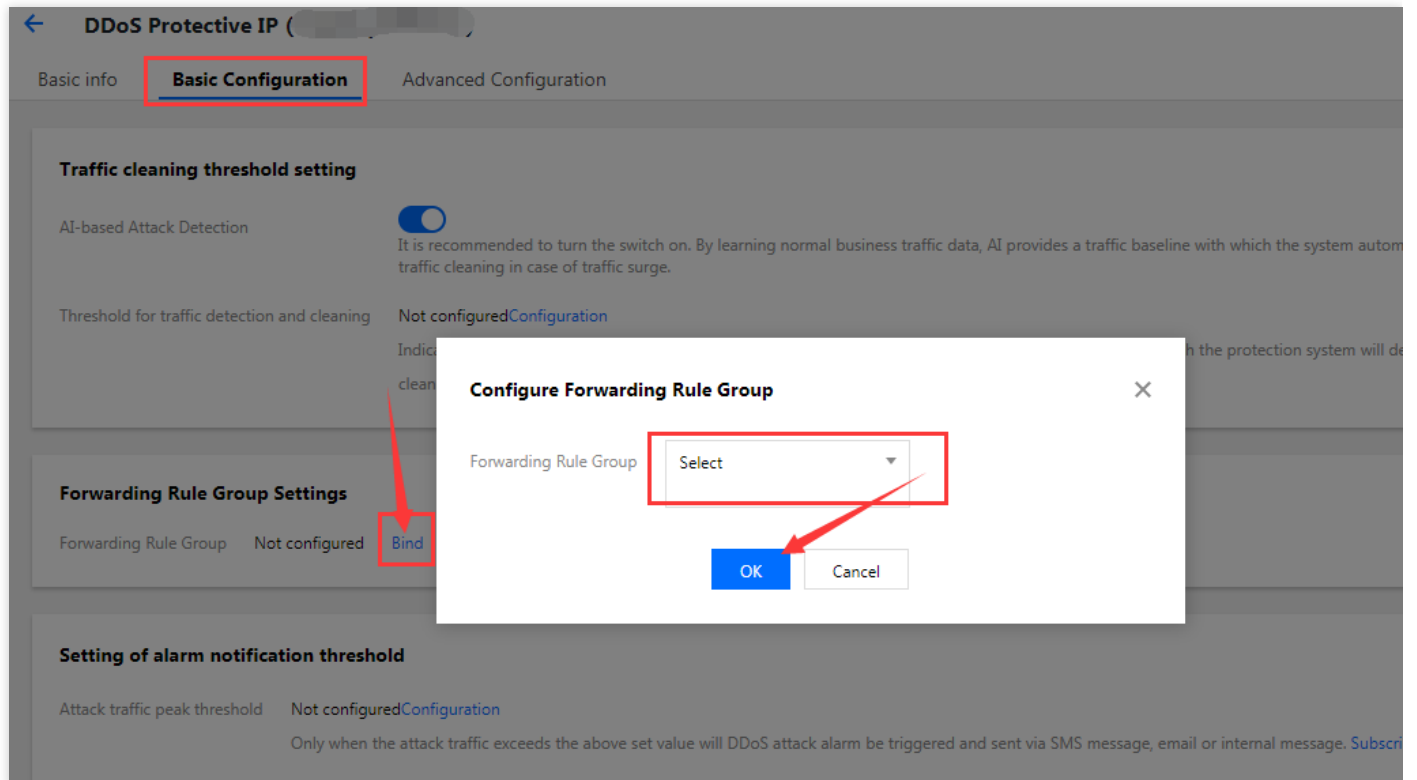 DDoS Protective IP (
Basic info Basic Configuration Advanced Configuration
Traffic cleaning threshold setting
AI-based Attack Detection
It is recommended to turn the switch on. By learning normal business traffic data, AI provides a traffic baseline with which the system autom
traffic cleaning in case of traffic surge.
Threshold for traffic detection and cleaning Not configuredConfiguration
Indica h the protection system will de
clean
Configure Forwarding Rule Group
Forwarding Rule Group Select
OK Cancel
Forwarding Rule Group Settings
Forwarding Rule Group Not configured Bind
Setting of alarm notification threshold
Attack traffic peak threshold Not configuredConfiguration
Only when the attack traffic exceeds the above set value will DDoS attack alarm be triggered and sent via SMS message, email or internal message. Subscri